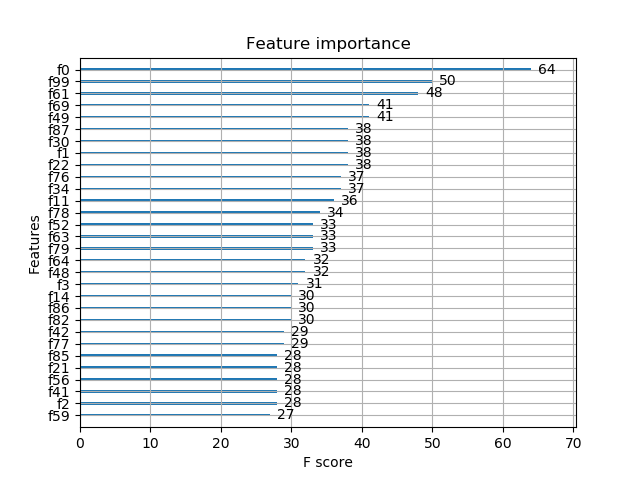 Feature importance
f0 64
f99 50
f61 48
f69 41
f49 41
f87 38
f30 38
f1 38
f22 38
f76 37
f34 37
f11 36
f78 34
f52 33
f63 33
f79 33
f64 32
f48 32
f3 31
f14 30
f86 30
f82 30
f42 29
f77 29
f85 28
f21 28
f56 28
f41 28
f2 28
f59 27
Features
0 10 20 30 40 50 60 70
F score